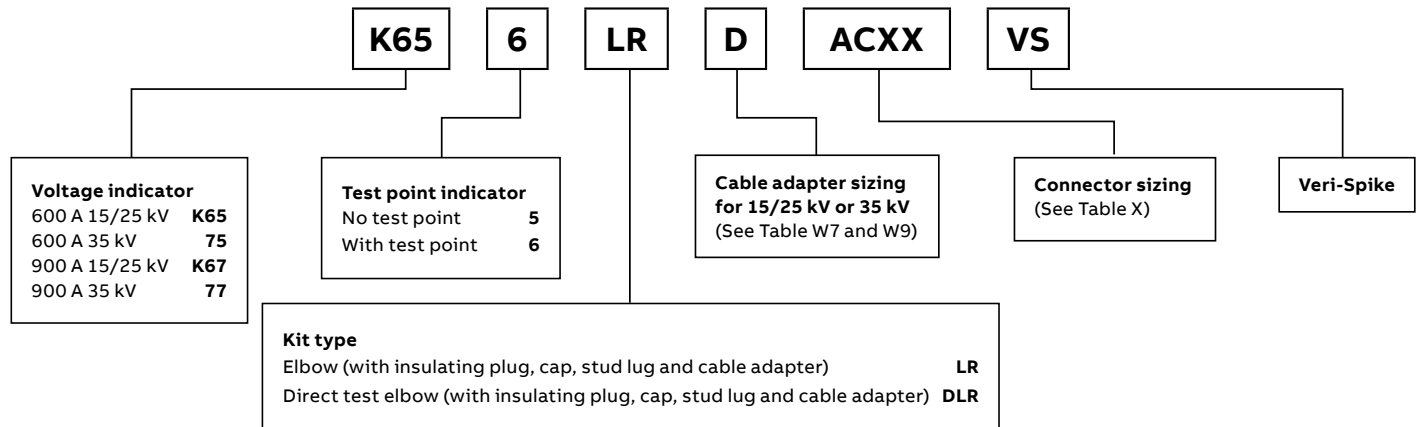 K65 6 LR D ACXX VS
Voltage indicator
600 A 15/25 kV K65
600 A 35 kV 75
900 A 15/25 kV K67
900 A 35 kV 77
Test point indicator
No test point 5
With test point 6
Cable adapter sizing
for 15/25 kV or 35 kV
(See Table W7 and W9)
Connector sizing
(See Table X)
Veri-Spike
Kit type
Elbow (with insulating plug, cap, stud lug and cable adapter) LR
Direct test elbow (with insulating plug, cap, stud lug and cable adapter) DLR